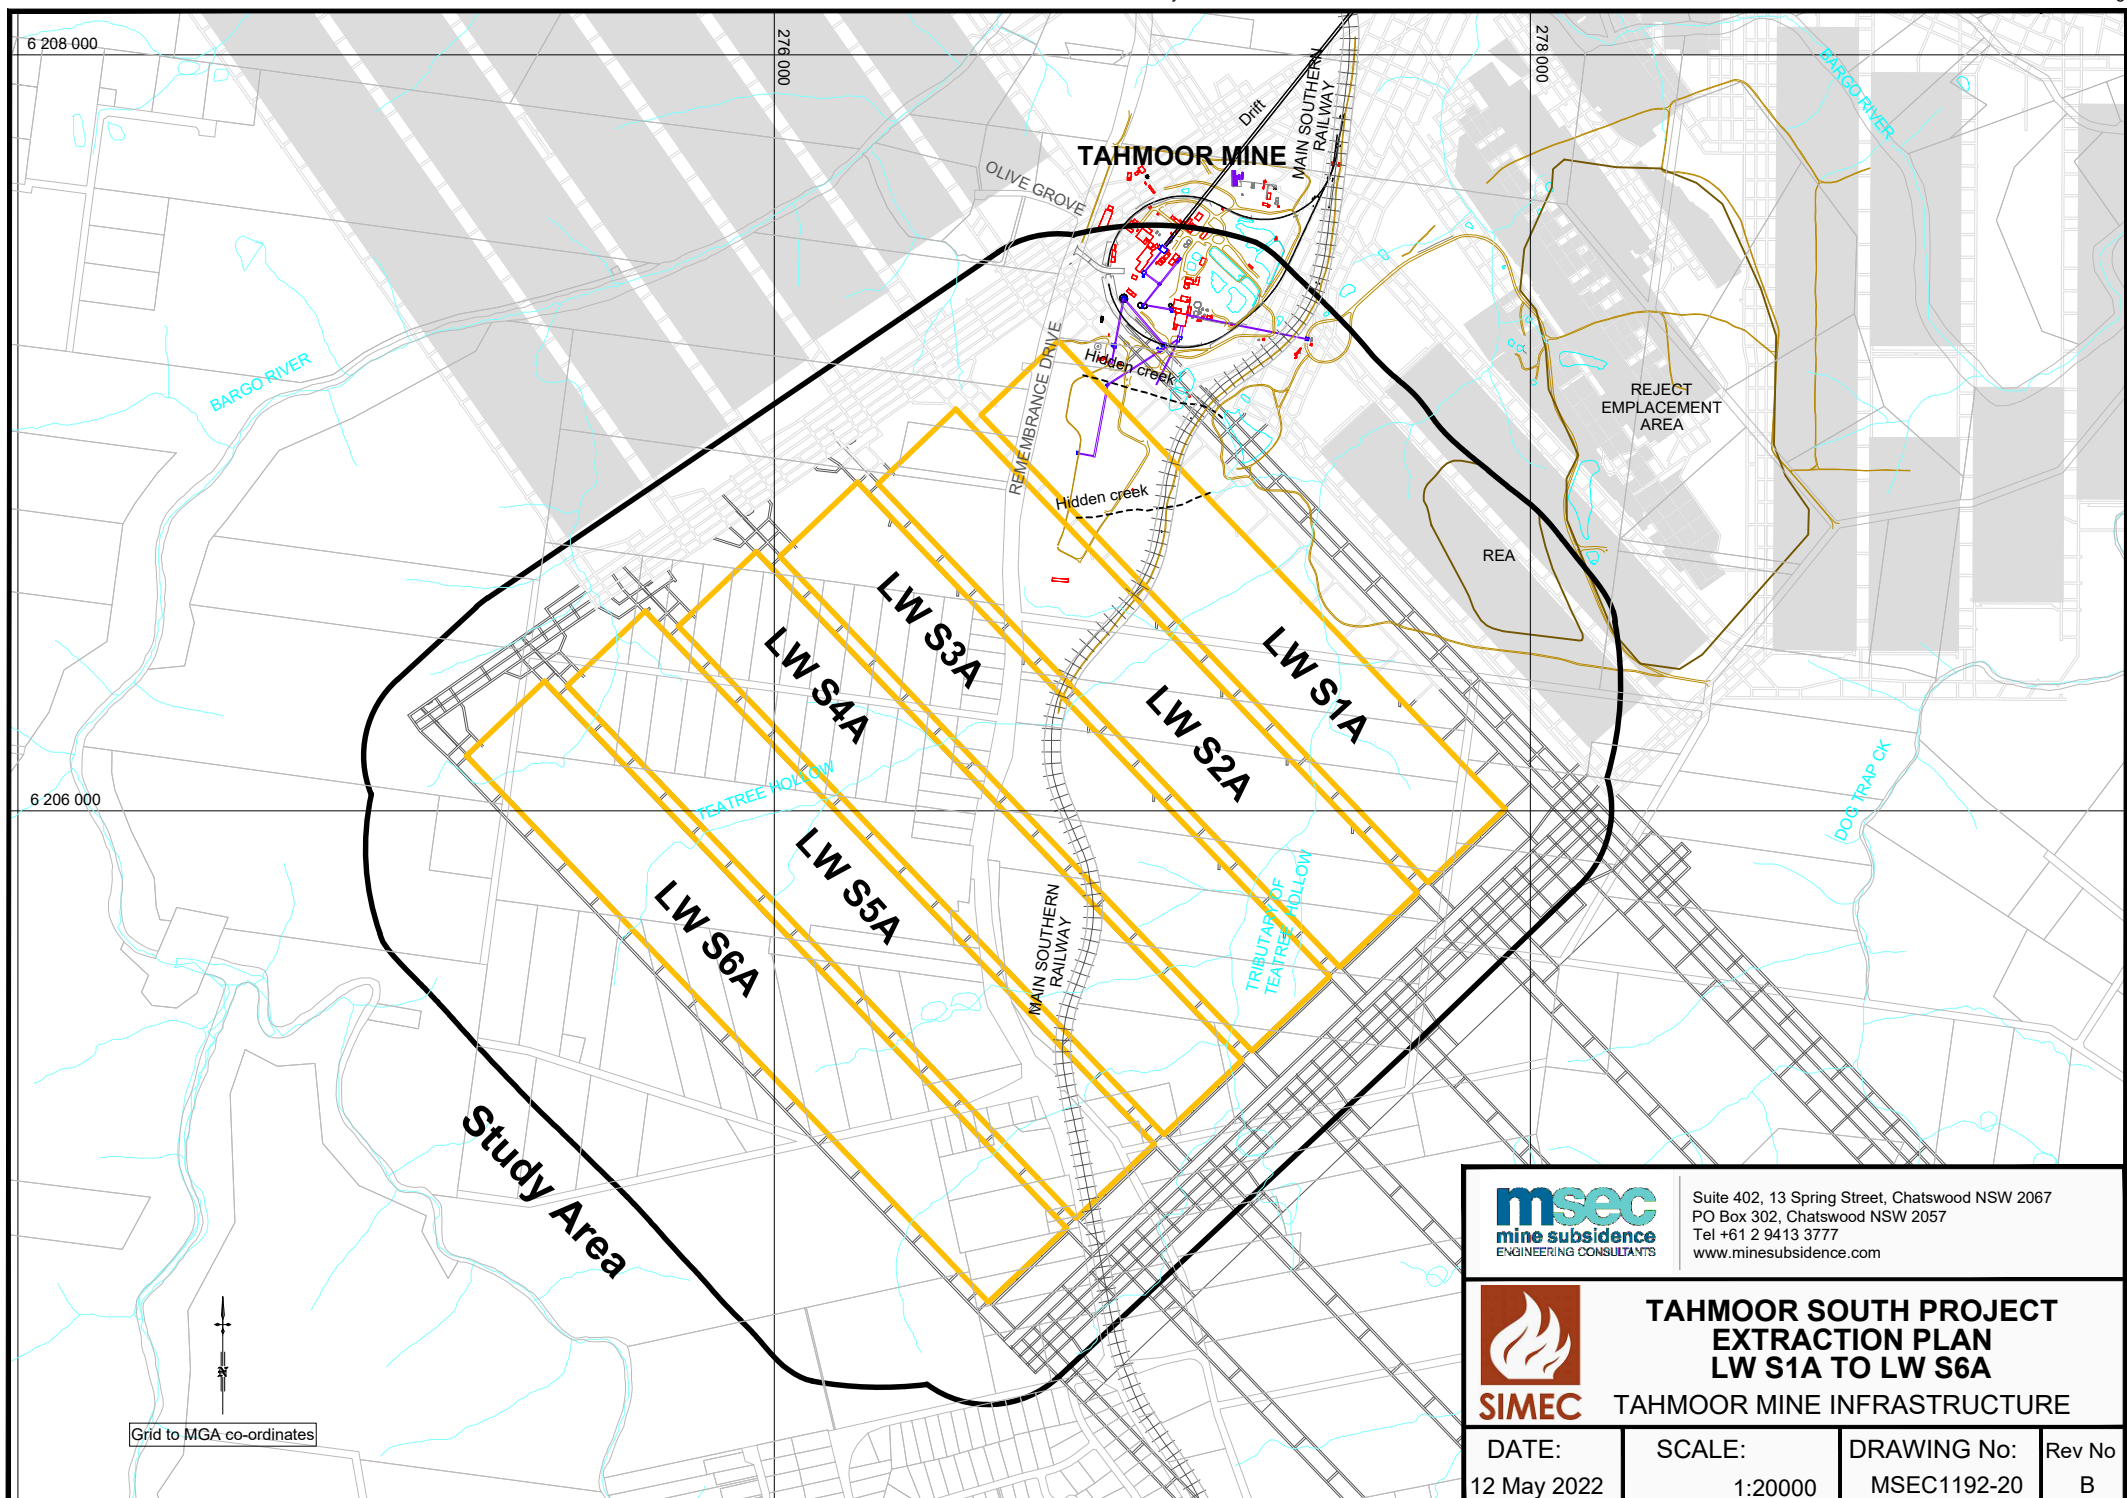 6 208 000
276 000
278 000
BARGO RIVER
Drift
MAIN SOUTHERN
RAILWAY
TAHMOOR MINE
OLIVE GROVE
BARGO RIVER
REMEMBRANCE DRIVE
Hidden creek
REJECT
EMPLACEMENT
AREA
Hidden creek
REA
LW S3A
LW S4A
LW S1A
LW S2A
6 206 000
TEATREE HOLLOW
DOG TRAP CK
LW S5A
LW S6A
MAIN SOUTHERN
RAILWAY
TRIBUTARY OF
TEATREE HOLLOW
Study Area
N
Grid to MGA co-ordinates
msec
mine subsidence
ENGINEERING CONSULTANTS
Suite 402, 13 Spring Street, Chatswood NSW 2067
PO Box 302, Chatswood NSW 2057
Tel +61 2 9413 3777
www.minesubsidence.com
SIMEC
TAHMOOR SOUTH PROJECT
EXTRACTION PLAN
LW S1A TO LW S6A
TAHMOOR MINE INFRASTRUCTURE
DATE:
12 May 2022
SCALE:
1:20000
DRAWING No:
MSEC1192-20
Rev No
B